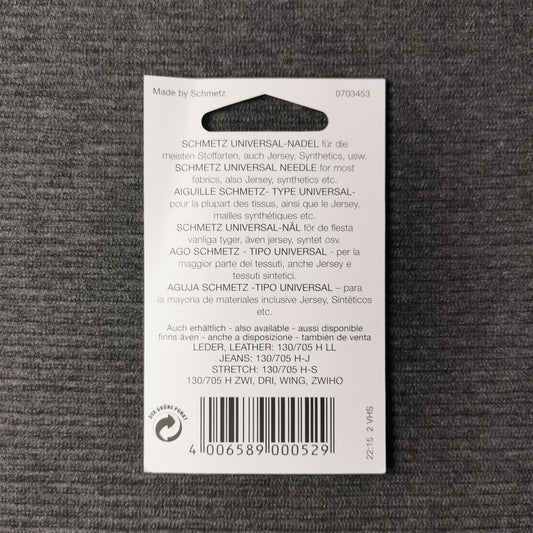 Made by Schmetz 0703453
SCHMETZ UNIVERSAL-NADEL für die
meisten Stoffarten, auch Jersey, Synthetics, usw.
SCHMETZ UNIVERSAL NEEDLE for most
fabrics, also Jersey, synthetics etc.
AIGUILLE SCHMETZ- TYPE UNIVERSAL-
pour la plupart des tissus, ainsi que le Jersey,
mailles synthétiques etc.
SCHMETZ UNIVERSAL-NÅL för de flesta
vanliga tyger, även jersey, syntet osv.
AGO SCHMETZ - TIPO UNIVERSAL - per la
maggior parte dei tessuti, anche Jersey e
tessuti sintetici.
AGUJA SCHMETZ -TIPO UNIVERSAL – para
la mayoria de materiales inclusive Jersey, Sintéticos
etc.
Auch erhältlich - also available - aussi disponible
finns även - anche a disposizione - también de venta
LEDER, LEATHER: 130/705 H LL
JEANS: 130/705 H-J
STRETCH: 130/705 H-S
130/705 H ZWI, DRI, WING, ZWIHO
DER GRÜNE PUNKT
4 006589 000529
22:15 2 VHS